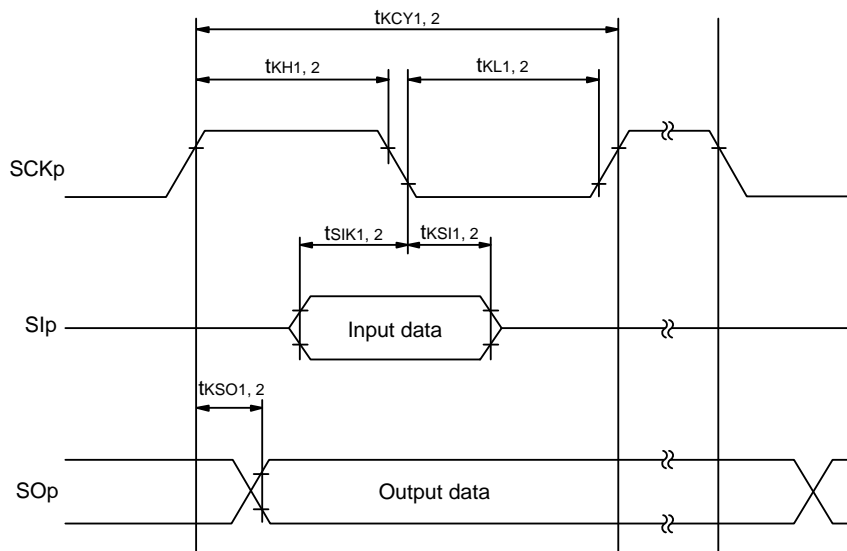 tKCY1, 2
tKH1, 2
tKL1, 2
SCKp
tSIK1, 2
tKSI1, 2
SIp
Input data
tKSO1, 2
SOp
Output data